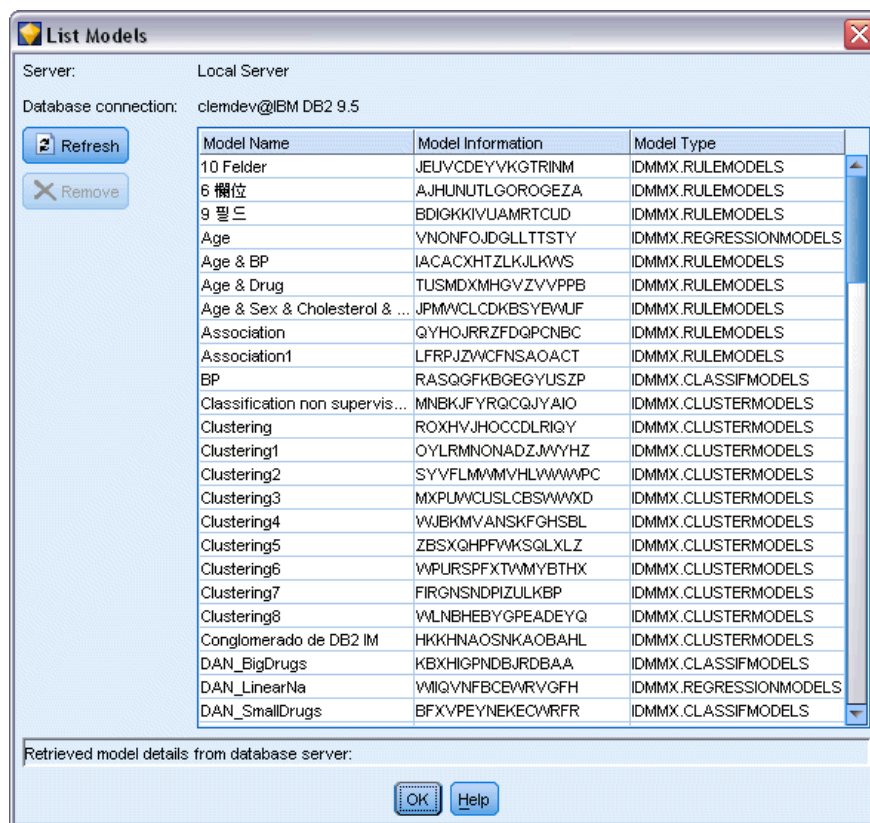 List Models
Server: Local Server
Database connection: clemdev@IBM DB2 9.5
Refresh
Remove
Model Name Model Information Model Type
10 Felder JEUVCDEYVKGTRINM IDMMX.RULEMODELS
6 欄位 AJHUNUTLGOROGEZA IDMMX.RULEMODELS
9 필드 BDIGKKIVUAMRTCUD IDMMX.RULEMODELS
Age VNONFOJDGLLTTSTY IDMMX.REGRESSIONMODELS
Age & BP IACACXHTZLKJLKWS IDMMX.RULEMODELS
Age & Drug TUSMDXMHGVZVVPPB IDMMX.RULEMODELS
Age & Sex & Cholesterol & ... JPMWCLCDKBSYEWUF IDMMX.RULEMODELS
Association QYHOJRRZFDQPCNBC IDMMX.RULEMODELS
Association1 LFRPJZWCFNSAOACT IDMMX.RULEMODELS
BP RASQGFKBGEGYUSZP IDMMX.CLASSIFMODELS
Classification non supervis... MNBKJFYRQCQJYAIO IDMMX.CLUSTERMODELS
Clustering ROXHVJHOCCDLRIQY IDMMX.CLUSTERMODELS
Clustering1 OYLRMNONADZJWYHZ IDMMX.CLUSTERMODELS
Clustering2 SYVFLMWMVHLWWWPC IDMMX.CLUSTERMODELS
Clustering3 MXPUWCUSLCBSWWXD IDMMX.CLUSTERMODELS
Clustering4 WJBKMVANSKFGHSBL IDMMX.CLUSTERMODELS
Clustering5 ZBSXQHPFWKSQLXLZ IDMMX.CLUSTERMODELS
Clustering6 WPURSPFXTWMYBTHX IDMMX.CLUSTERMODELS
Clustering7 FIRGNSNDPIZULKBP IDMMX.CLUSTERMODELS
Clustering8 WLNBHEBYGPEADEYQ IDMMX.CLUSTERMODELS
Conglomerado de DB2 IM HKKHNAOSNKAOBAHL IDMMX.CLUSTERMODELS
DAN_BigDrugs KBXHIGPNDBJRDBAA IDMMX.CLASSIFMODELS
DAN_LinearNa WIQVNFBCEWRVGFH IDMMX.REGRESSIONMODELS
DAN_SmallDrugs BFXVPEYNEKECWRFR IDMMX.CLASSIFMODELS
Retrieved model details from database server:
OK Help